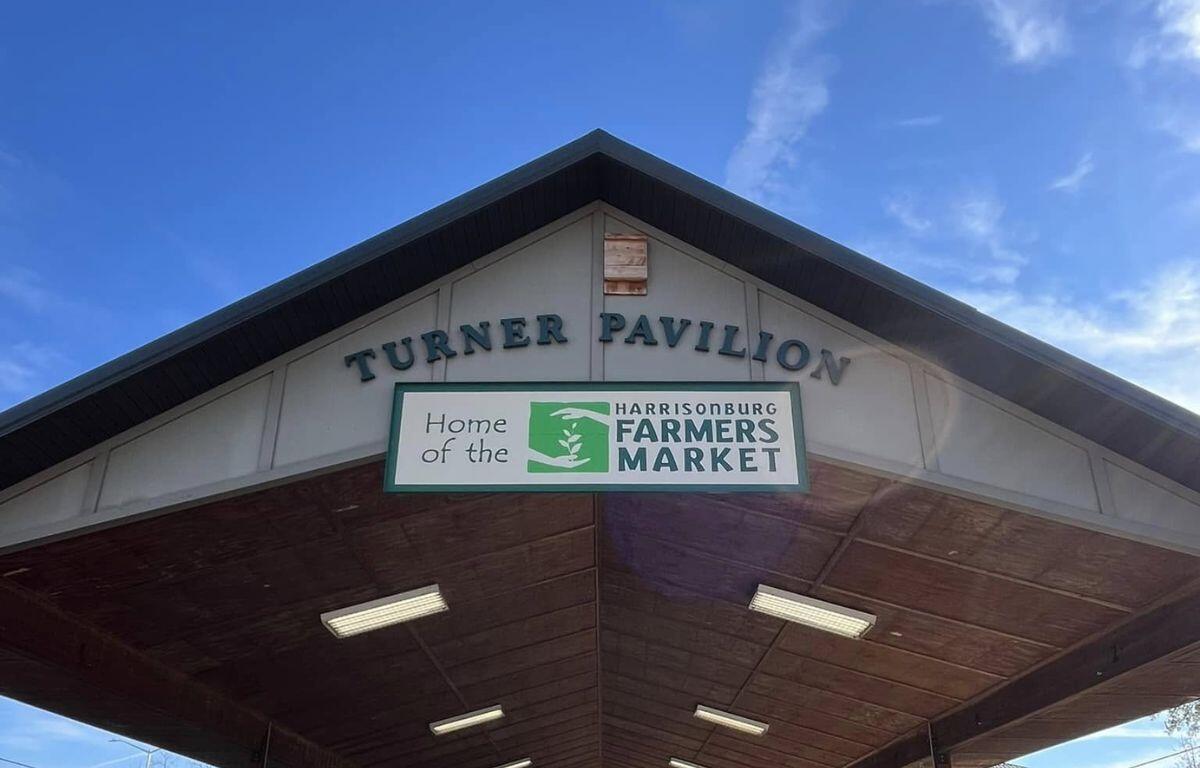 TURNER PAVILION
Home
of the
HARRISONBURG
FARMERS
MARKET